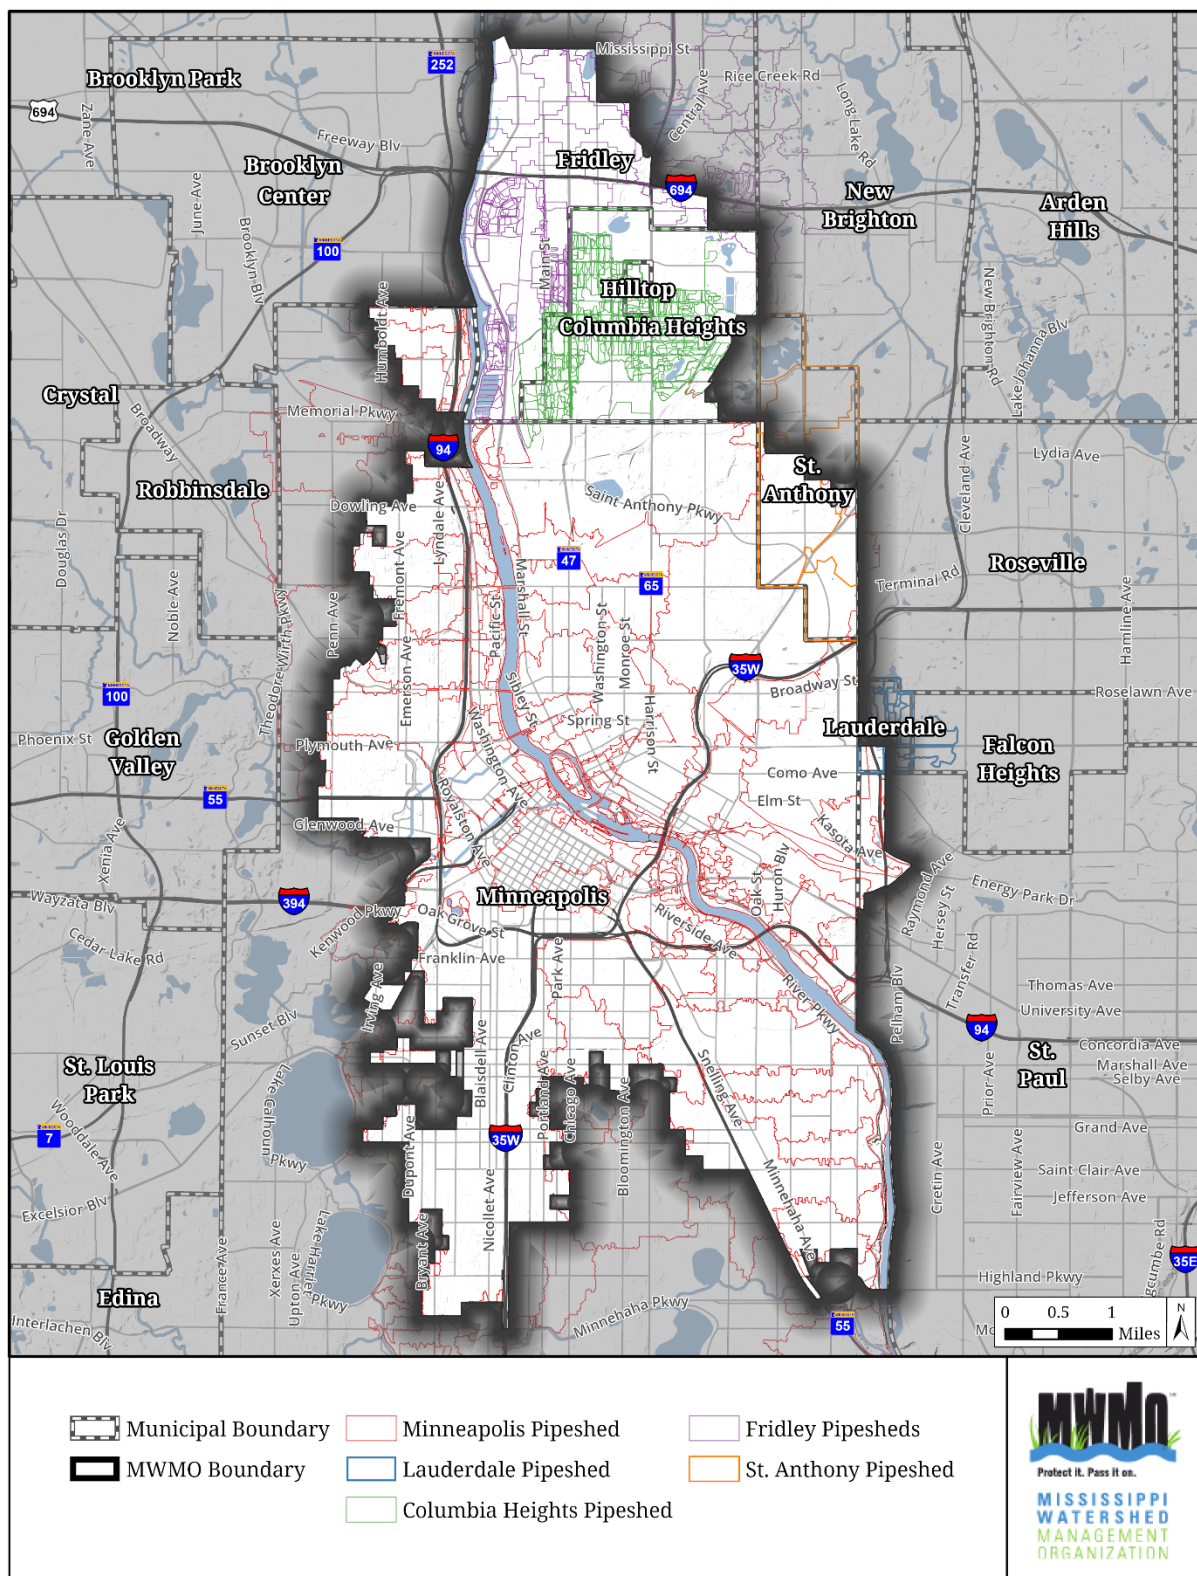 Mississippi St
252
Brooklyn Park
Rice Creek Rd
Central Ave
Long Lake Rd
694
Zane Ave
Freeway Blv
Fridley
Brooklyn
Center
694
New
Brighton
Arden
Hills
June Ave
Brooklyn Blv
100
Main St
Hilltop
Columbia Heights
Humboldt Ave
New Brighton Rd
Lake Johanna Blv
Crystal
Broadway
Memorial Pkwy
94
Cleveland Ave
Lydia Ave
St.
Anthony
Robbinsdale
Dowling Ave
Lyndale Ave
Saint Anthony Pkwy
Douglas Dr
Noble Ave
Theodore Wirth Pkwy
Penn Ave
Fremont Ave
Emerson Ave
Pacific St
Marshall St
47
65
Washington St
Monroe St
Terminal Rd
Roseville
Hamline Ave
35W
Broadway St
Roselawn Ave
100
Sibley St
Spring St
Harrison St
Lauderdale
Phoenix St
Golden
Valley
Plymouth Ave
Washington Ave
Como Ave
Falcon
Heights
55
Royalston Ave
Elm St
Glenwood Ave
Kasota Ave
Xenia Ave
Wayzata Blv
394
Kenwood Pkwy
Oak Grove St
Minneapolis
Oak St
Huron Blv
Raymond Ave
Hersey St
Energy Park Dr
Cedar Lake Rd
Franklin Ave
Riverside Ave
Park Ave
Transfer Rd
Irving Ave
River Pkwy
Pelham Blv
Thomas Ave
University Ave
Sunset Blv
94
Concordia Ave
St.
Paul
Marshall Ave
Selby Ave
St. Louis
Park
Lake Calhoun
Pkwy
Blaisdell Ave
Clinton Ave
Portland Ave
Chicago Ave
Bloomington Ave
Snelling Ave
Prior Ave
7
Wooddale Ave
35W
Grand Ave
Dupont Ave
Nicollet Ave
Minnehaha Ave
Cretin Ave
Fairview Ave
Saint Clair Ave
Jefferson Ave
Excelsior Blv
France Ave
Xerxes Ave
Upton Ave
Lake Harriet
Pkwy
Bryant Ave
35E
Highland Pkwy
Edina
Interlachen Blv
Minnehaha Pkwy
55
0 0.5 1
Miles
N
Municipal Boundary
MWMO Boundary
Minneapolis Pipeshed
Lauderdale Pipeshed
Columbia Heights Pipeshed
Fridley Pipesheds
St. Anthony Pipeshed
MWMO
Protect it. Pass it on.
MISSISSIPPI
WATERSHED
MANAGEMENT
ORGANIZATION